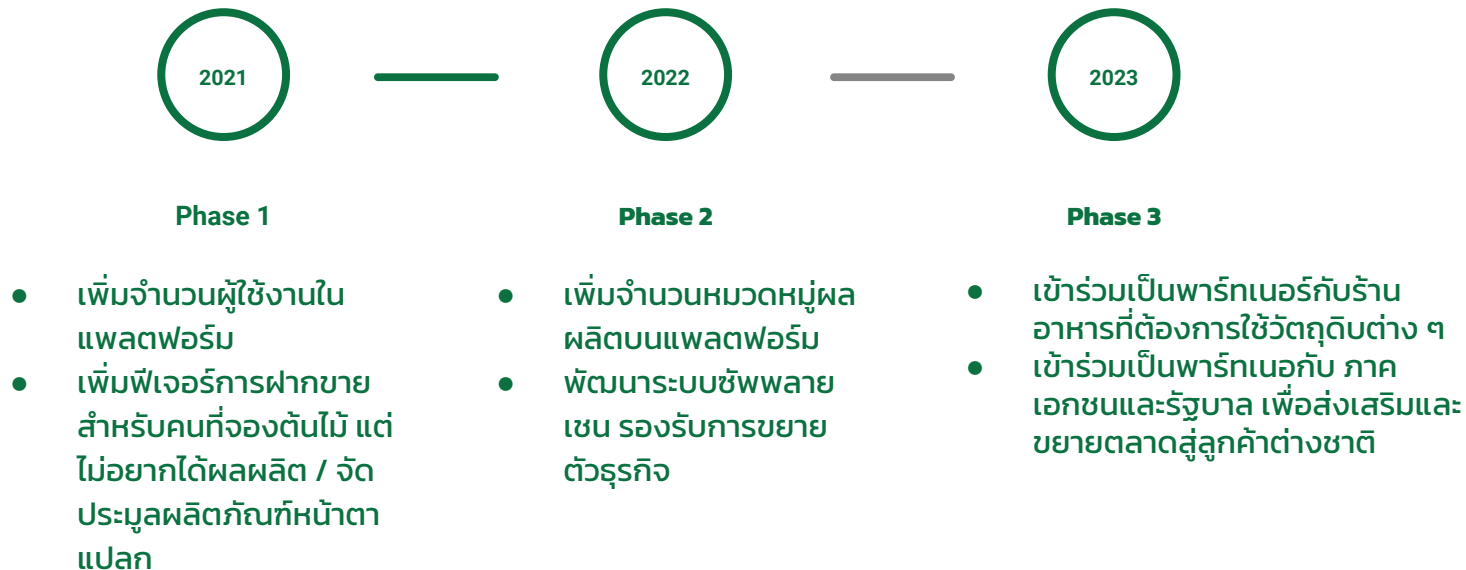 2021
2022
2023
Phase 1
Phase 2
Phase 3
● เพิ่มจำนวนผู้ใช้งานใน
แพลตฟอร์ม
● เพิ่มฟีเจอร์การฝากขาย
สำหรับคนที่จองต้นไม้ แต่
ไม่อยากได้ผลผลิต / จัด
ประมูลผลิตภัณฑ์หน้าตา
แปลก
● เพิ่มจำนวนหมวดหมู่ผล
ผลิตบนแพลตฟอร์ม
● พัฒนาระบบซัพพลาย
เชน รองรับการขยาย
ตัวธุรกิจ
● เข้าร่วมเป็นพาร์ทเนอร์กับร้าน
อาหารที่ต้องการใช้วัตถุดิบต่าง ๆ
● เข้าร่วมเป็นพาร์ทเนอกับ ภาค
เอกชนและรัฐบาล เพื่อส่งเสริมและ
ขยายตลาดสู่ลูกค้าต่างชาติ